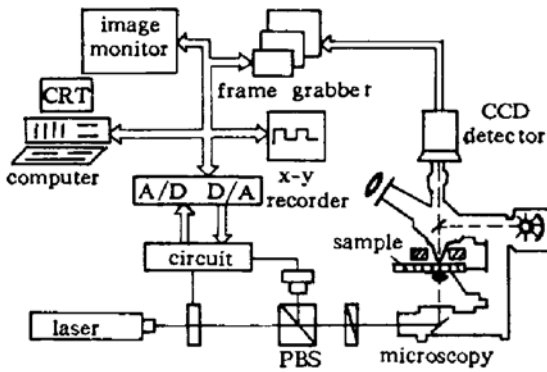 image
monitor
frame grabber
CRT
CCD
detector
computer
x-y
recorder
A/D D/A
sample
circuit
laser
PBS
microscopy